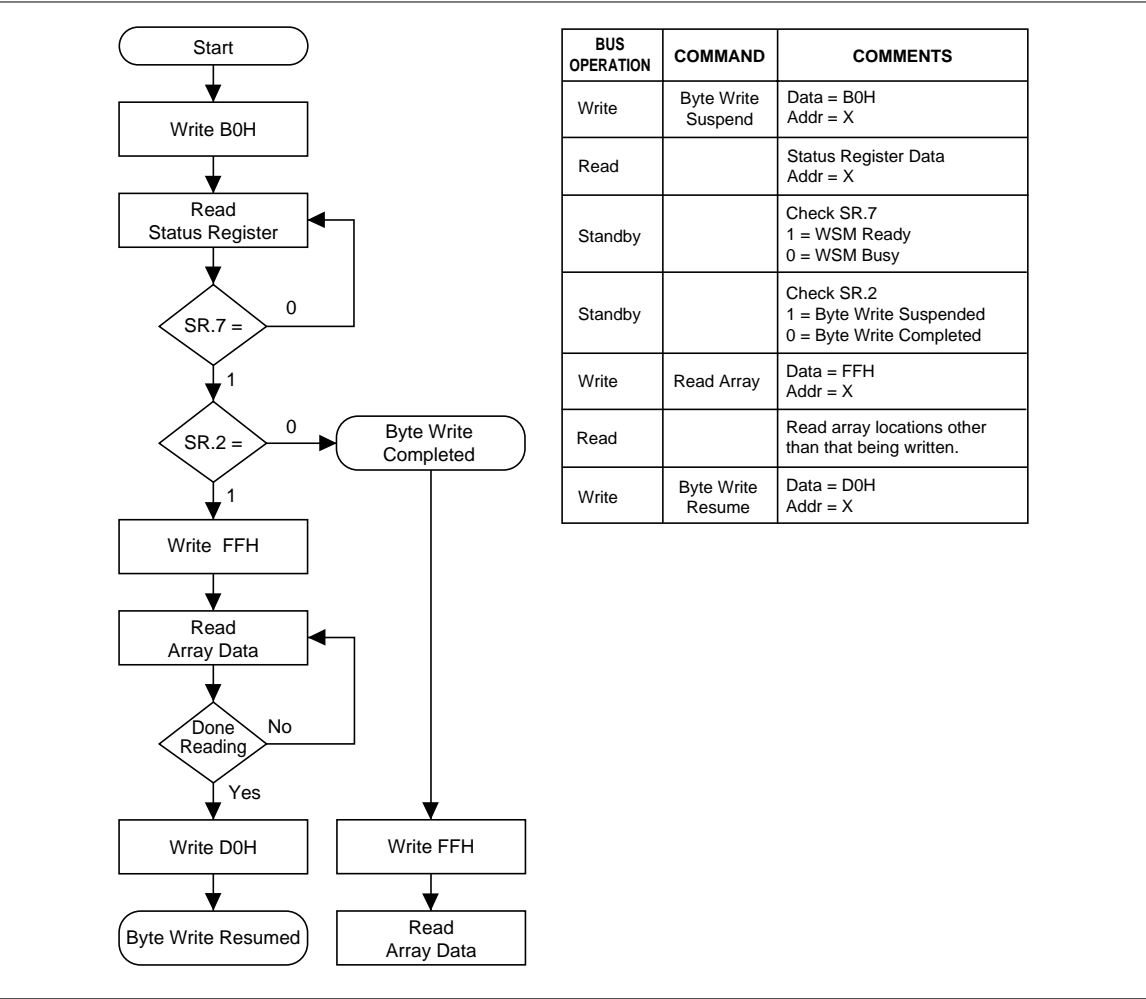 Start
Write B0H
Read
Status Register
SR.7 =
0
1
SR.2 =
0
Byte Write
Completed
1
Write FFH
Read
Array Data
Done
Reading
No
Yes
Write D0H
Write FFH
Byte Write Resumed
Read
Array Data
BUS
OPERATION
COMMAND
COMMENTS
Write
Byte Write
Suspend
Data = B0H
Addr = X
Read
Status Register Data
Addr = X
Standby
Check SR.7
1 = WSM Ready
0 = WSM Busy
Standby
Check SR.2
1 = Byte Write Suspended
0 = Byte Write Completed
Write
Read Array
Data = FFH
Addr = X
Read
Read array locations other
than that being written.
Write
Byte Write
Resume
Data = D0H
Addr = X